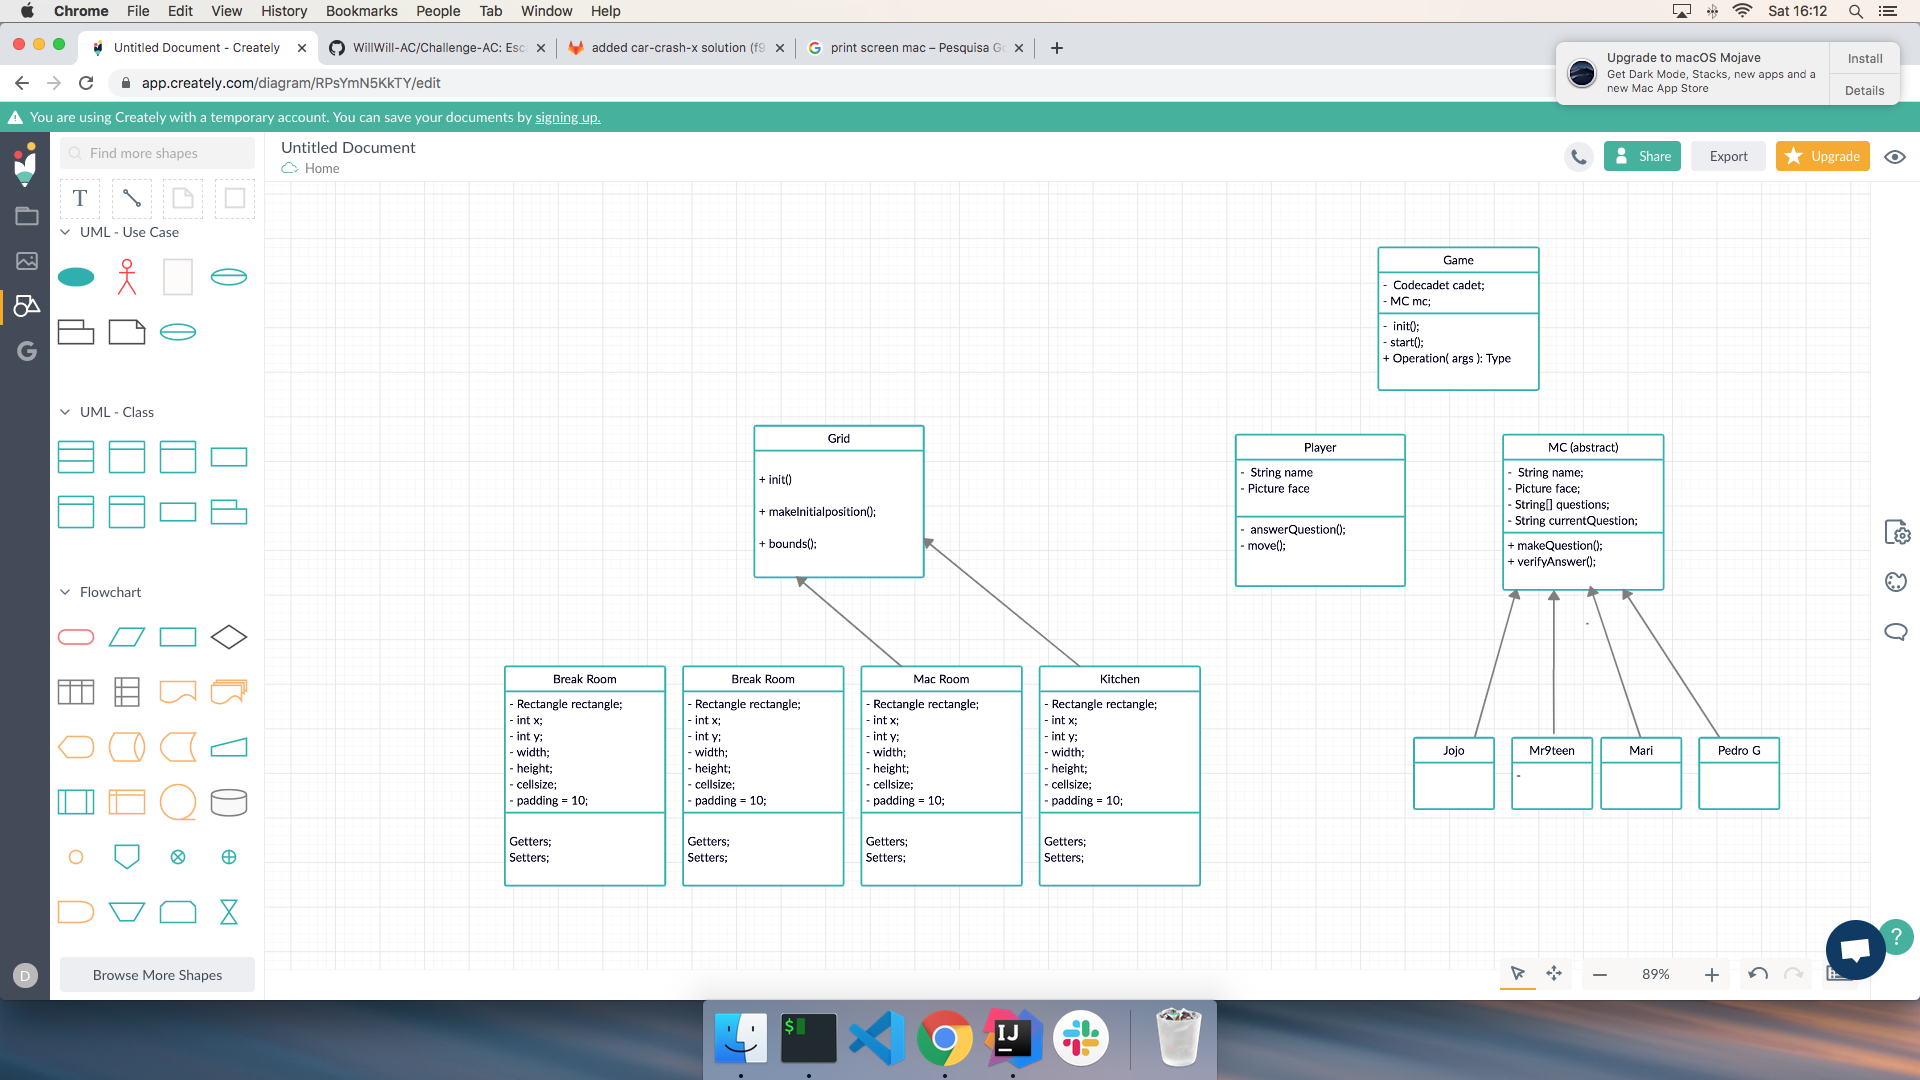 Chrome File Edit View History Bookmarks People Tab Window Help
Sat 16:12
Untitled Document - Creately
WillWill-AC/Challenge-AC: Esc
added car-crash-x solution (f9
print screen mac – Pesquisa G
app.creately.com/diagram/RPsYmN5KkTY/edit
Upgrade to macOS Mojave
Get Dark Mode, Stacks, new apps and a
new Mac App Store
Install
Details
You are using Creately with a temporary account. You can save your documents by signing up.
Find more shapes
Untitled Document
Home
Share
Export
Upgrade
T
UML - Use Case
UML - Class
Flowchart
Browse More Shapes
D
Game
- Codecadet cadet;
- MC mc;
- init();
- start();
+ Operation( args ): Type
Grid
+ init()
+ makeInitialposition();
+ bounds();
Player
- String name
- Picture face
- answerQuestion();
- move();
MC (abstract)
- String name;
- Picture face;
- String[] questions;
- String currentQuestion;
+ makeQuestion();
+ verifyAnswer();
Break Room
- Rectangle rectangle;
- int x;
- int y;
- width;
- height;
- cellsize;
- padding = 10;
Getters;
Setters;
Break Room
- Rectangle rectangle;
- int x;
- int y;
- width;
- height;
- cellsize;
- padding = 10;
Getters;
Setters;
Mac Room
- Rectangle rectangle;
- int x;
- int y;
- width;
- height;
- cellsize;
- padding = 10;
Getters;
Setters;
Kitchen
- Rectangle rectangle;
- int x;
- int y;
- width;
- height;
- cellsize;
- padding = 10;
Getters;
Setters;
Jojo
Mr9teen
-
Mari
Pedro G
89%
?
$
IJ